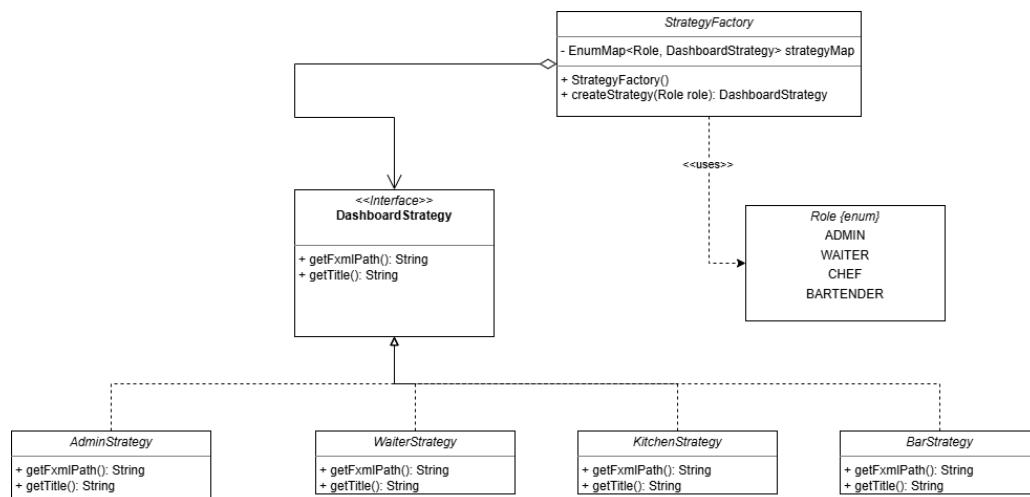 StrategyFactory
- EnumMap<Role, DashboardStrategy> strategyMap
+ StrategyFactory()
+ createStrategy(Role role): DashboardStrategy
<<uses>>
<<Interface>>
DashboardStrategy
+ getFxmlPath(): String
+ getTitle(): String
Role {enum}
ADMIN
WAITER
CHEF
BARTENDER
AdminStrategy
+ getFxmlPath(): String
+ getTitle(): String
WaiterStrategy
+ getFxmlPath(): String
+ getTitle(): String
KitchenStrategy
+ getFxmlPath(): String
+ getTitle(): String
BarStrategy
+ getFxmlPath(): String
+ getTitle(): String